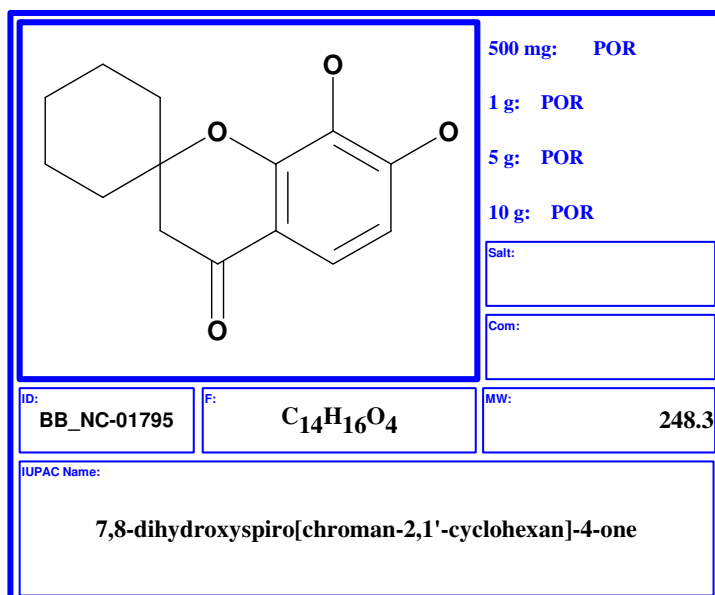 O
O
O
O
500 mg: POR
1 g: POR
5 g: POR
10 g: POR
Salt:
Com:
ID:
BB_NC-01795
F:
C14H16O4
MW:
248.3
IUPAC Name:
7,8-dihydroxyspiro[chroman-2,1'-cyclohexan]-4-one